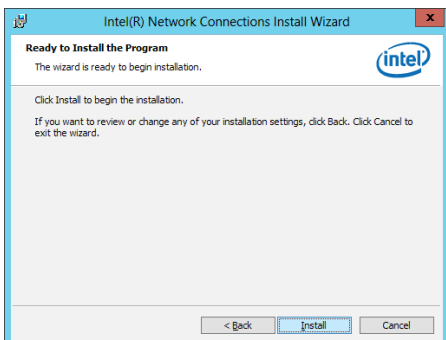 Intel(R) Network Connections Install Wizard
x
Ready to Install the Program
The wizard is ready to begin installation.
intel
Click Install to begin the installation.
If you want to review or change any of your installation settings, click Back. Click Cancel to
exit the wizard.
< Back
Install
Cancel